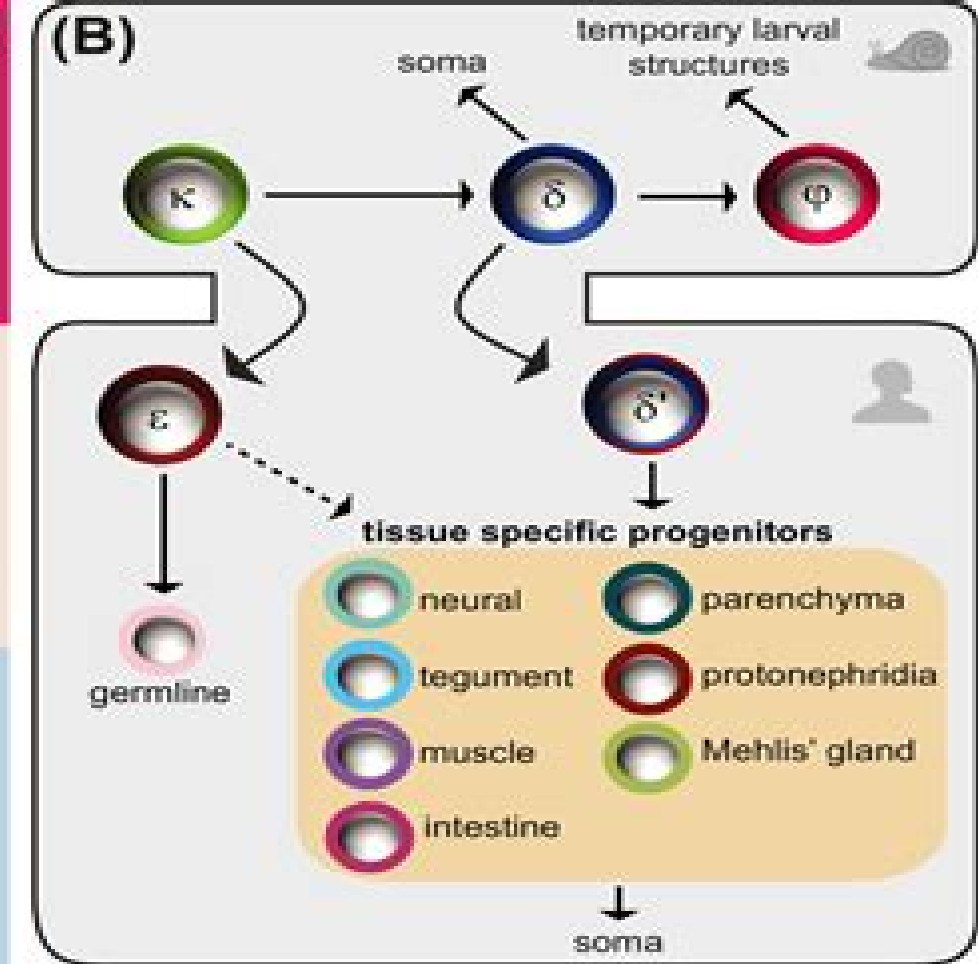 (B)
soma
temporary larval
structures
κ
δ
φ
ε
δ'
tissue specific progenitors
neural
parenchyma
tegument
protonephridia
muscle
Mehlis' gland
intestine
germline
soma